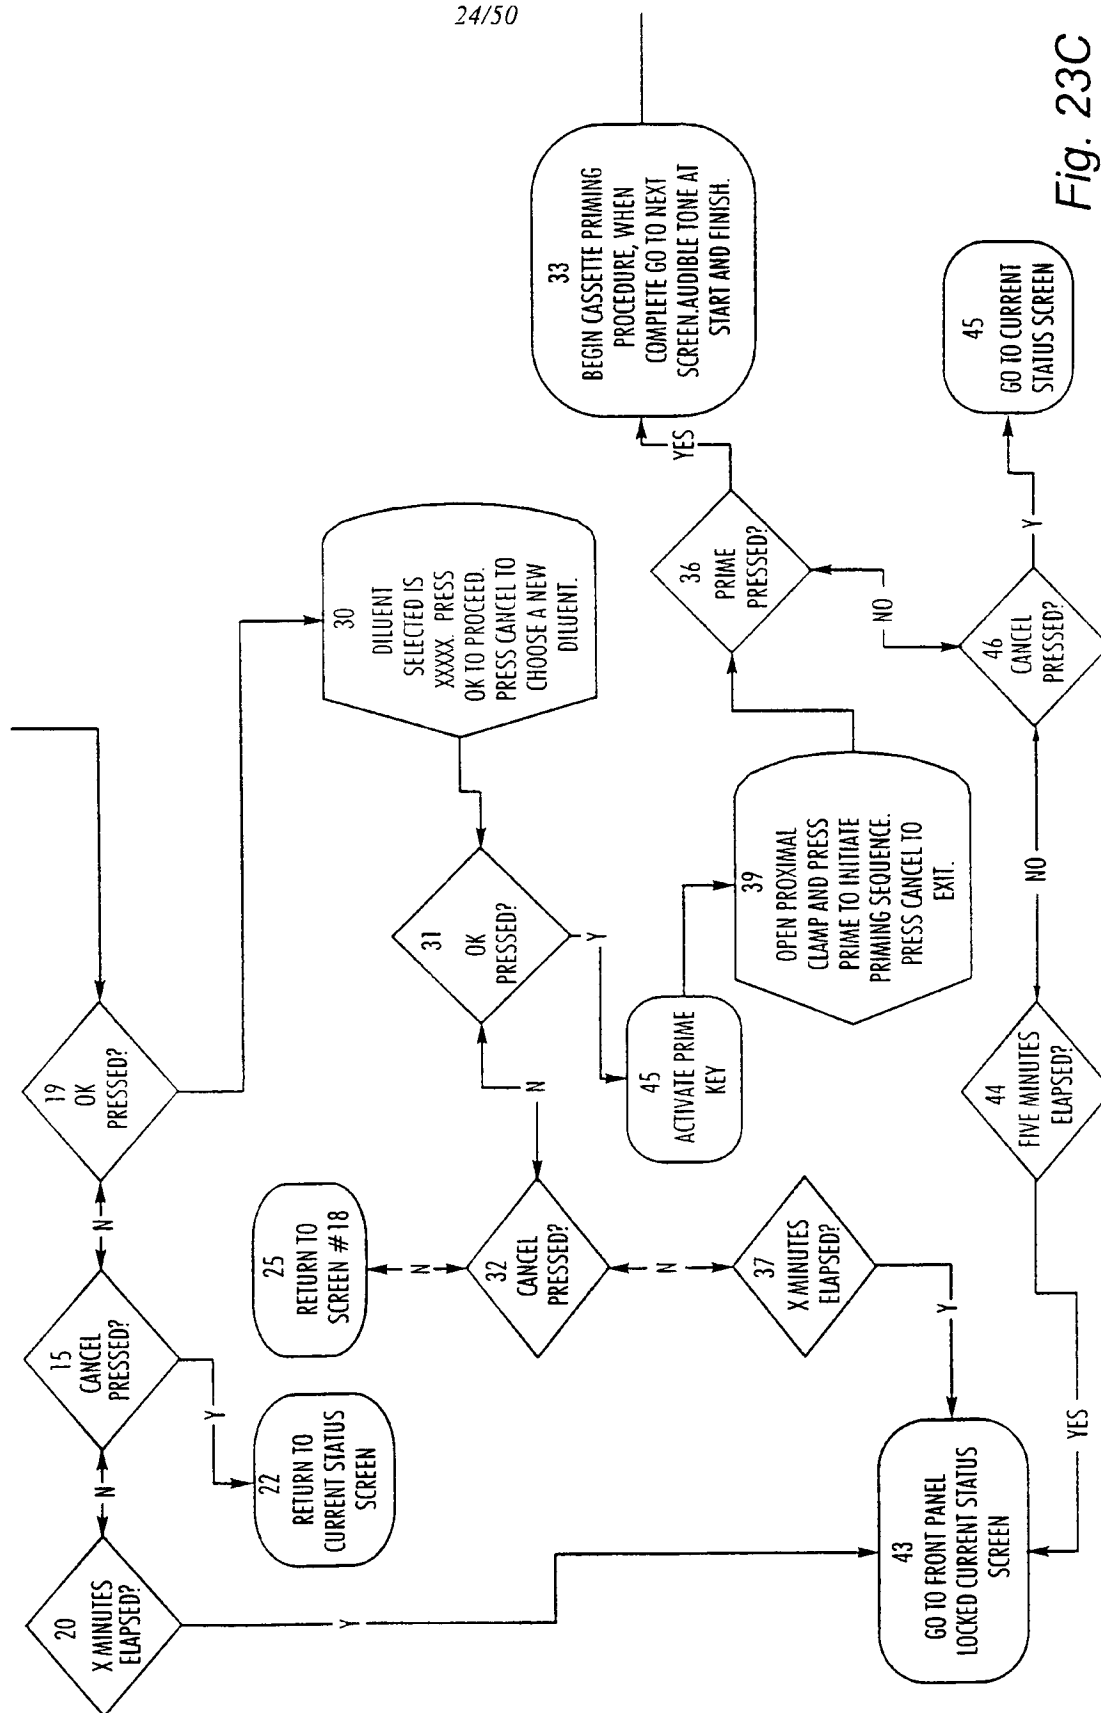 24/50
20
X MINUTES
ELAPSED?
N
15
CANCEL
PRESSED?
N
19
OK
PRESSED?
Y
22
RETURN TO
CURRENT STATUS
SCREEN
25
RETURN TO
SCREEN #18
N
30
DILUENT
SELECTED IS
XXXXX. PRESS
OK TO PROCEED.
PRESS CANCEL TO
CHOOSE A NEW
DILUENT.
32
CANCEL
PRESSED?
N
31
OK
PRESSED?
Y
N
37
X MINUTES
ELAPSED?
Y
45
ACTIVATE PRIME
KEY
39
OPEN PROXIMAL
CLAMP AND PRESS
PRIME TO INITIATE
PRIMING SEQUENCE.
PRESS CANCEL TO
EXIT.
36
PRIME
PRESSED?
YES
33
BEGIN CASSETTE PRIMING
PROCEDURE, WHEN
COMPLETE GO TO NEXT
SCREEN.AUDIBLE TONE AT
START AND FINISH.
NO
Y
43
GO TO FRONT PANEL
LOCKED CURRENT STATUS
SCREEN
YES
44
FIVE MINUTES
ELAPSED?
NO
46
CANCEL
PRESSED?
Y
45
GO TO CURRENT
STATUS SCREEN
Fig. 23C